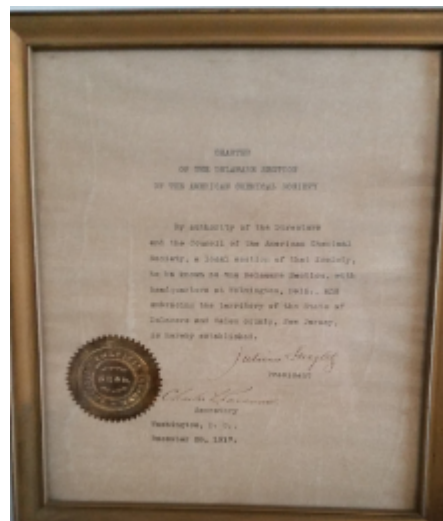 CHARTER
OF THE DELAWARE SECTION
OF THE AMERICAN CHEMICAL SOCIETY
By authority of the Directors
and the Council of the American Chemical
Society, a local section of that Society,
to be known as the Delaware Section, with
headquarters at Wilmington,
embracing the territory of the State of
Delaware and Salem County, New Jersey,
is hereby established.
President
Secretary
Washington, D. C.,
December